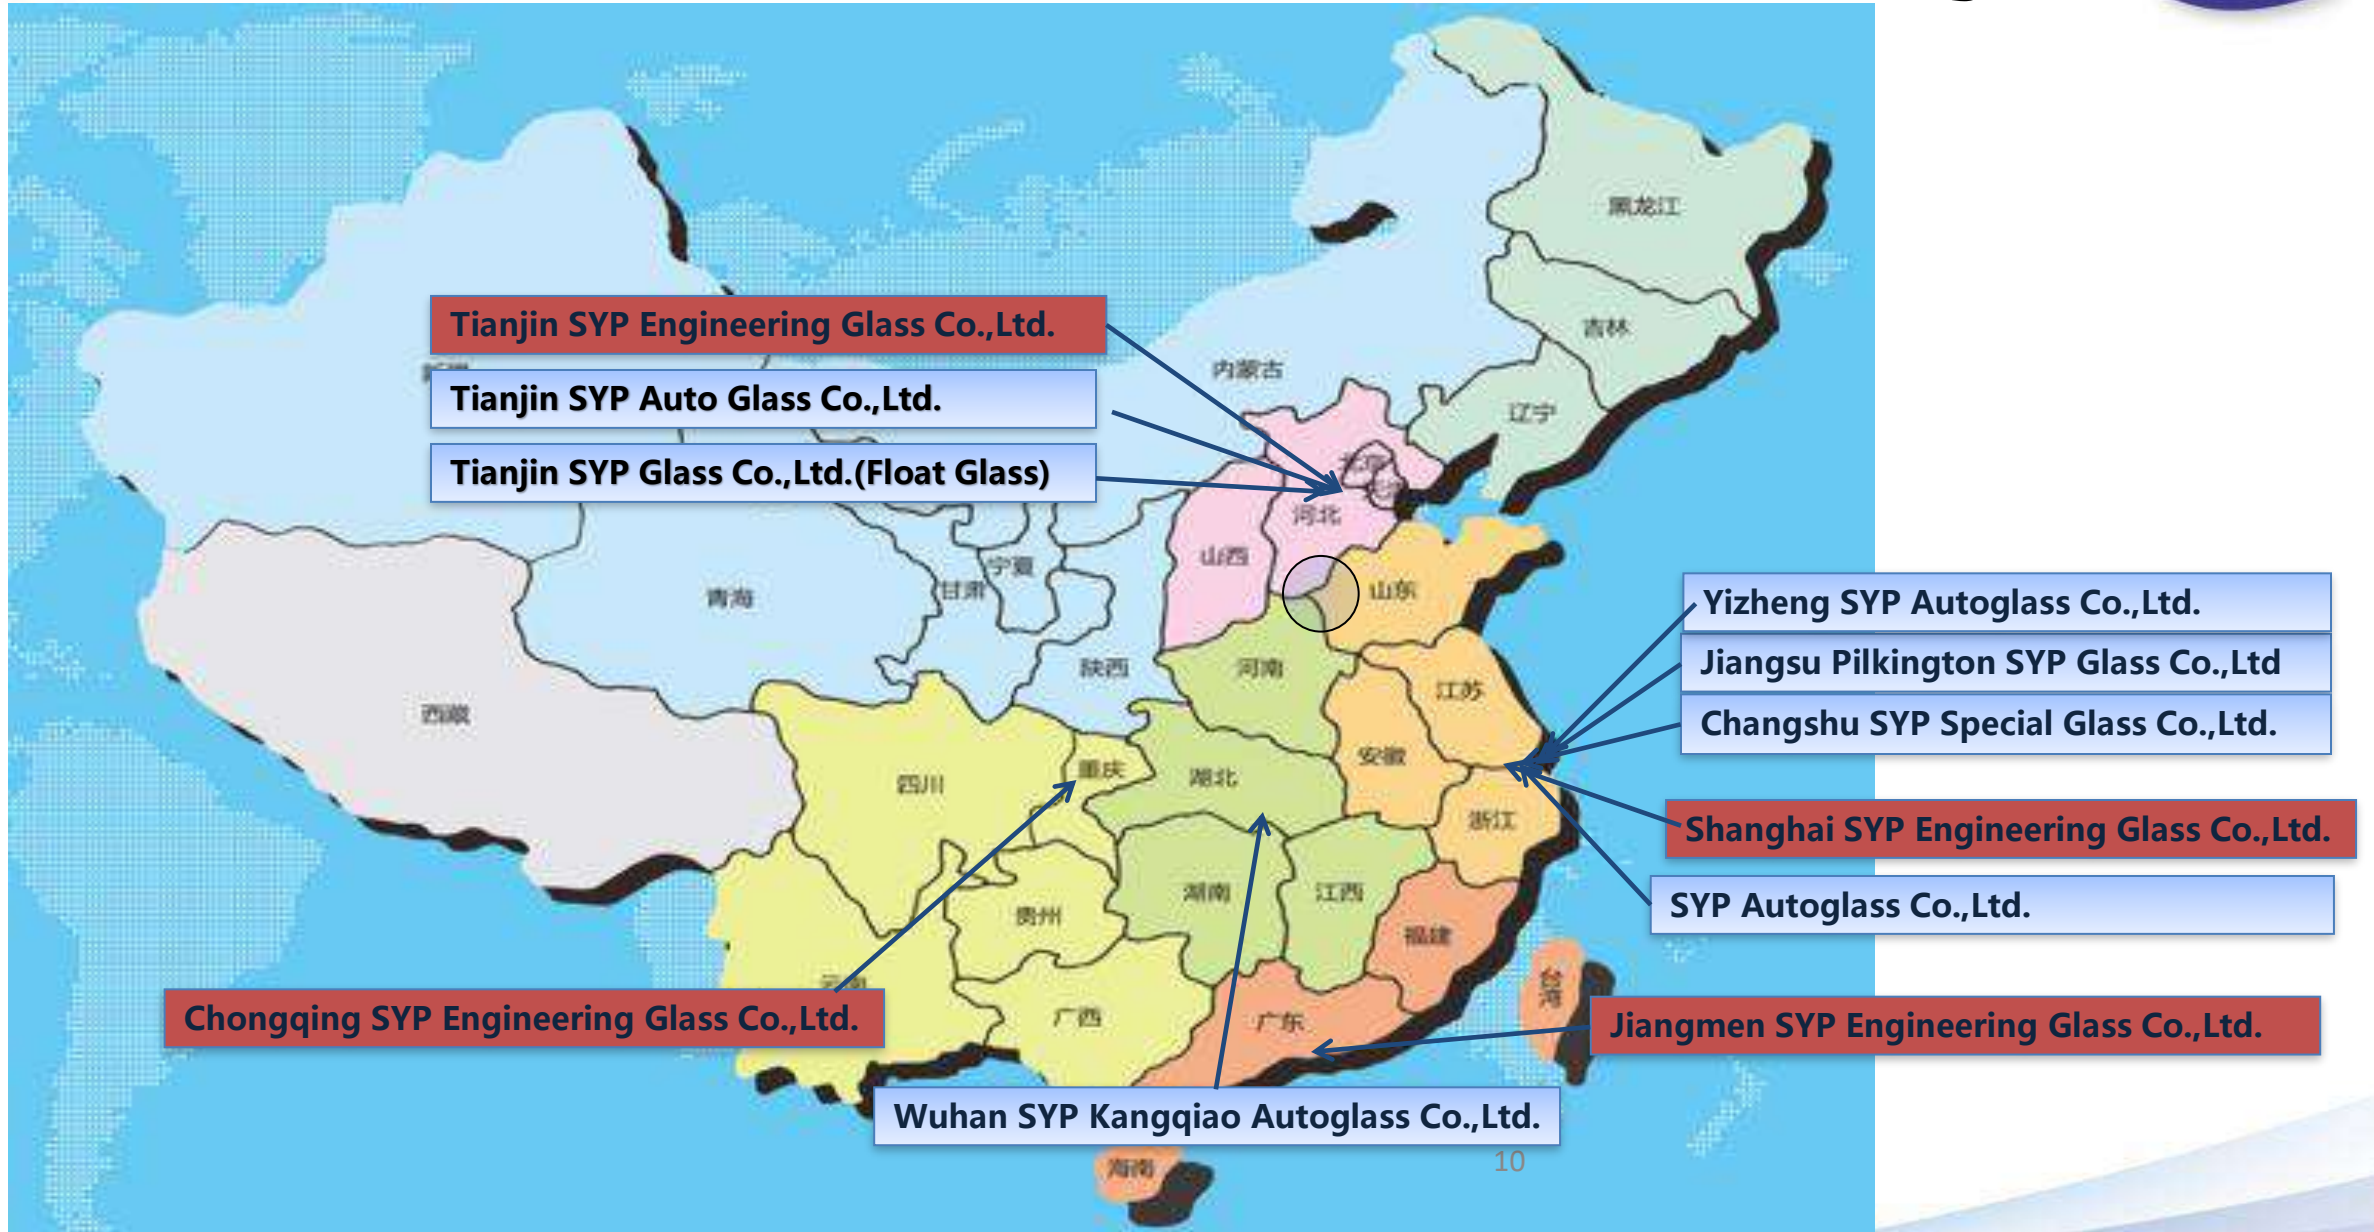 黑龙江
Tianjin SYP Engineering Glass Co.,Ltd.
吉林
内蒙古
Tianjin SYP Auto Glass Co.,Ltd.
辽宁
Tianjin SYP Glass Co.,Ltd.(Float Glass)
河北
山西
宁夏
甘肃
青海
山东
Yizheng SYP Autoglass Co.,Ltd.
陕西
河南
Jiangsu Pilkington SYP Glass Co.,Ltd
江苏
西藏
Changshu SYP Special Glass Co.,Ltd.
安徽
重庆
湖北
四川
浙江
Shanghai SYP Engineering Glass Co.,Ltd.
湖南
江西
SYP Autoglass Co.,Ltd.
贵州
福建
台湾
Chongqing SYP Engineering Glass Co.,Ltd.
广西
广东
Jiangmen SYP Engineering Glass Co.,Ltd.
Wuhan SYP Kangqiao Autoglass Co.,Ltd.
海南
10